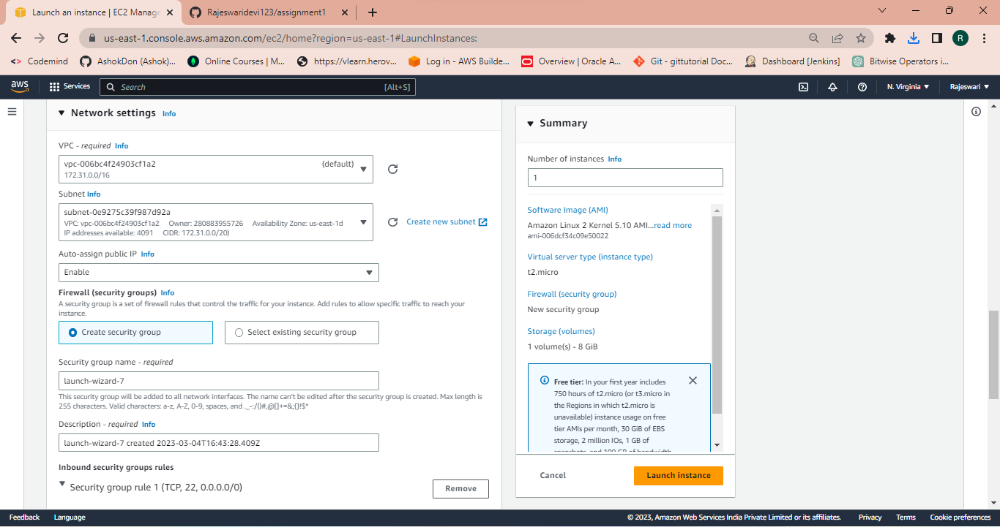 Launch an instance | EC2 Manage
Rajeswaridevi123/assignment1
us-east-1.console.aws.amazon.com/ec2/home?region=us-east-1#LaunchInstances:
R
<> Codemind
AshokDon (Ashok)...
Online Courses | M...
https://vlearn.herov...
Log in - AWS Builde...
Overview | Oracle A...
Git - gittutorial Doc...
Dashboard [Jenkins]
Bitwise Operators i...
aws
Services
Search
[Alt+S]
N. Virginia
Rajeswari
Network settings Info
VPC - required Info
vpc-006bc4f24903cf1a2 (default)
172.31.0.0/16
Subnet Info
subnet-0e9275c39f987d92a
VPC: vpc-006bc4f24903cf1a2 Owner: 280883955726 Availability Zone: us-east-1d
IP addresses available: 4091 CIDR: 172.31.0.0/20)
Create new subnet
Auto-assign public IP Info
Enable
Firewall (security groups) Info
A security group is a set of firewall rules that control the traffic for your instance. Add rules to allow specific traffic to reach your
instance.
Create security group
Select existing security group
Security group name - required
launch-wizard-7
This security group will be added to all network interfaces. The name can't be edited after the security group is created. Max length is
255 characters. Valid characters: a-z, A-Z, 0-9, spaces, and ._-:/()#,@[]+=&;{}!$*
Description - required Info
launch-wizard-7 created 2023-03-04T16:43:28.409Z
Inbound security groups rules
Security group rule 1 (TCP, 22, 0.0.0.0/0)
Remove
Summary
Number of instances Info
1
Software Image (AMI)
Amazon Linux 2 Kernel 5.10 AMI...read more
ami-006dcf34c09e50022
Virtual server type (instance type)
t2.micro
Firewall (security group)
New security group
Storage (volumes)
1 volume(s) - 8 GiB
Free tier: In your first year includes
750 hours of t2.micro (or t3.micro in
the Regions in which t2.micro is
unavailable) instance usage on free
tier AMIs per month, 30 GiB of EBS
storage, 2 million IOs, 1 GB of
snapshots, and 100 GB of bandwidth
Cancel
Launch instance
Feedback
Language
© 2023, Amazon Web Services India Private Limited or its affiliates.
Privacy
Terms
Cookie preferences